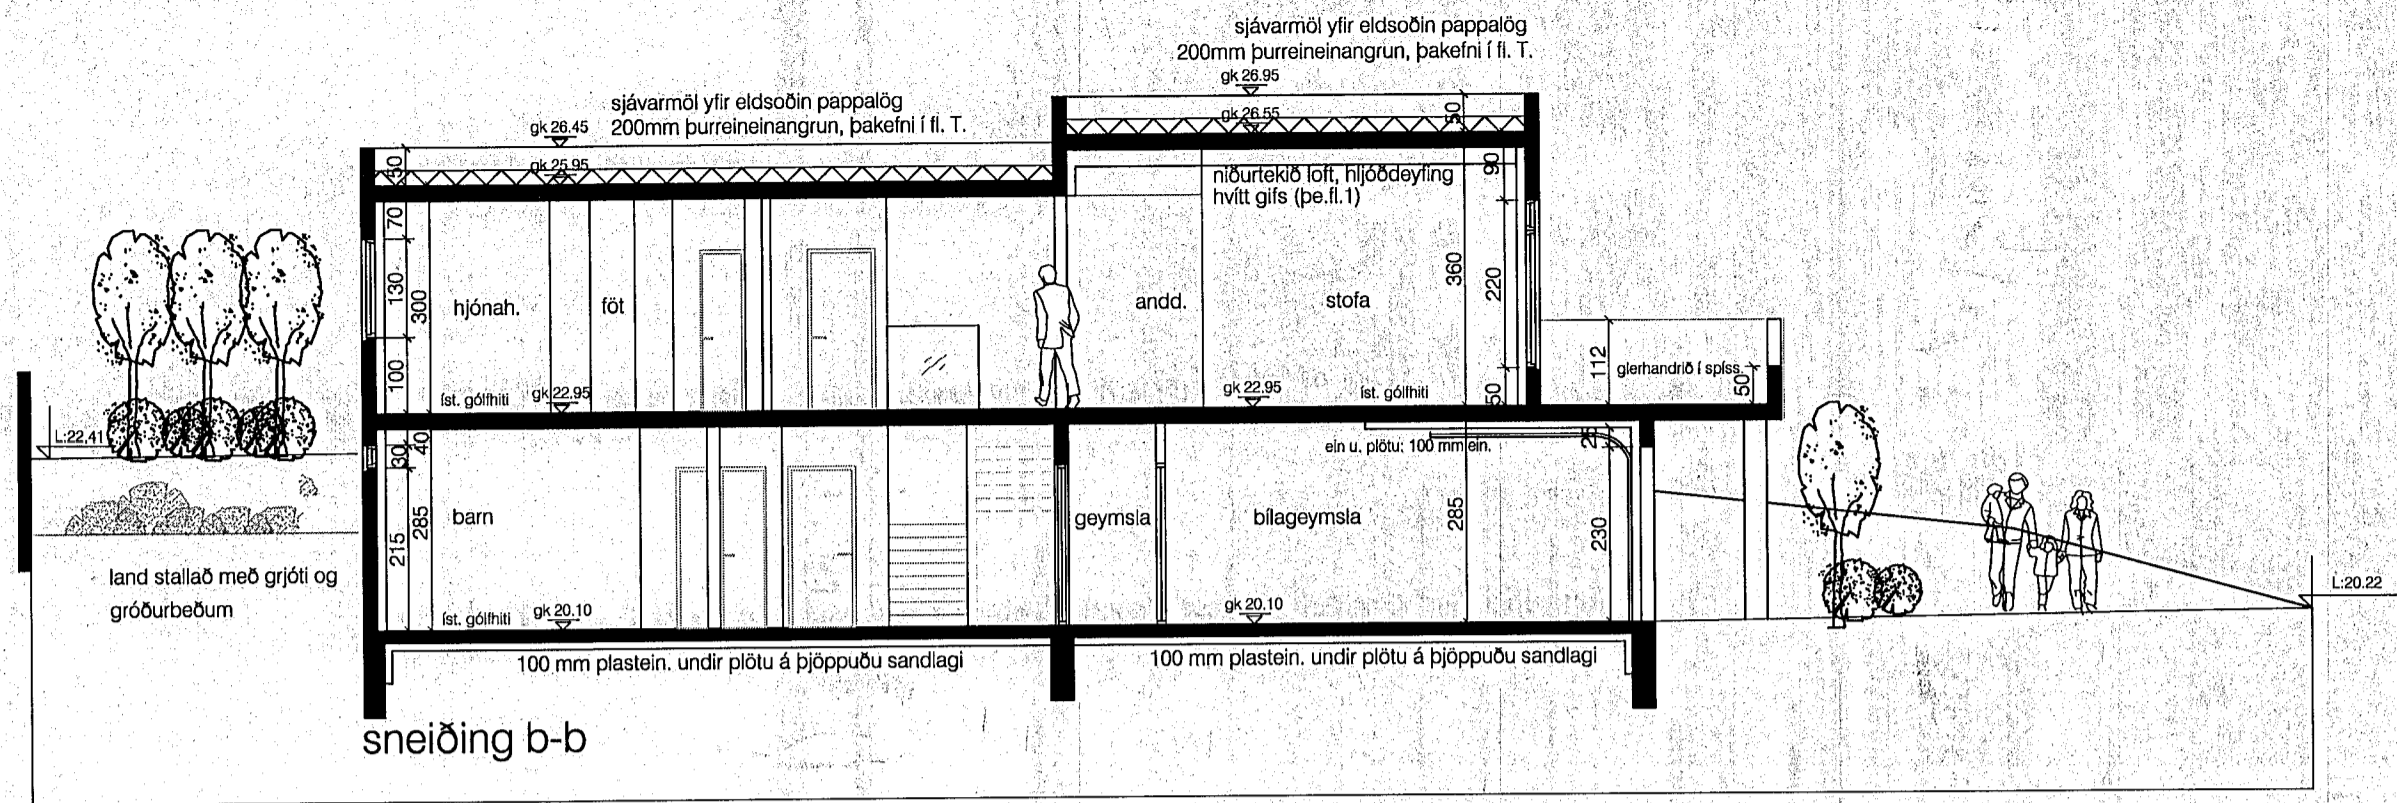 sjávarmöl yfir eldsoðin pappalög
200mm þurreineinangrun, þakefni í fl. T.
gk 26.95
gk 26.55
50
sjávarmöl yfir eldsoðin pappalög
200mm þurreineinangrun, þakefni í fl. T.
gk 26.45
gk 25.95
50
niðurtekið loft, hljóðdeyfing
hvítt gifs (þe.fl.1)
90
70
130
300
100
hjónah.
föt
andd.
stofa
360
220
50
112
glerhandrið í spíss.
50
íst. gólfhiti
gk 22.95
gk 22.95
íst. gólfhiti
L:22,41
40
30
ein u. plötu: 100 mm ein.
25
barn
geymsla
bílageymsla
285
215
285
230
land stallað með grjóti og
gróðurbeðum
íst. gólfhiti
gk 20.10
gk 20.10
L:20.22
100 mm plastein. undir plötu á þjöppuðu sandlagi
100 mm plastein. undir plötu á þjöppuðu sandlagi
sneiðing b-b